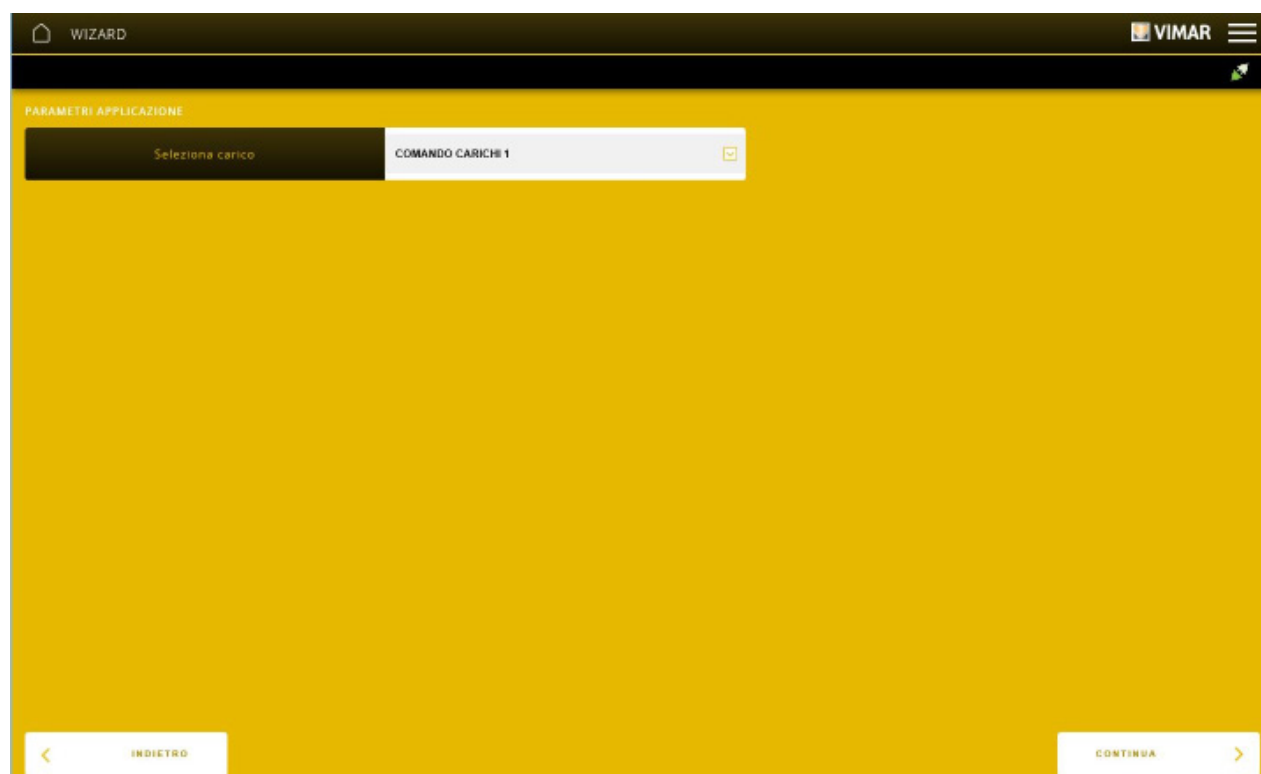 WIZARD
VIMAR
PARAMETRI APPLICAZIONE
Seleziona carico
COMANDO CARICHI 1
INDIETRO
CONTINUA